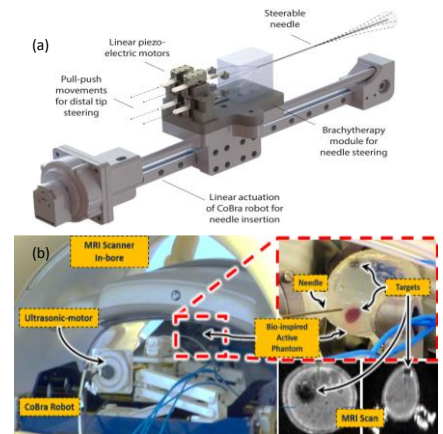 (a)
Steerable
needle
Linear piezo-
electric motors
Pull-push
movements
for distal tip
steering
Brachytherapy
module for
needle steering
Linear actuation
of CoBra robot for
needle insertion
(b)
MRI Scanner
In-bore
Needle
Targets
Ultrasonic-motor
Bio-inspired
Active
Phantom
CoBra Robot
MRI Scan